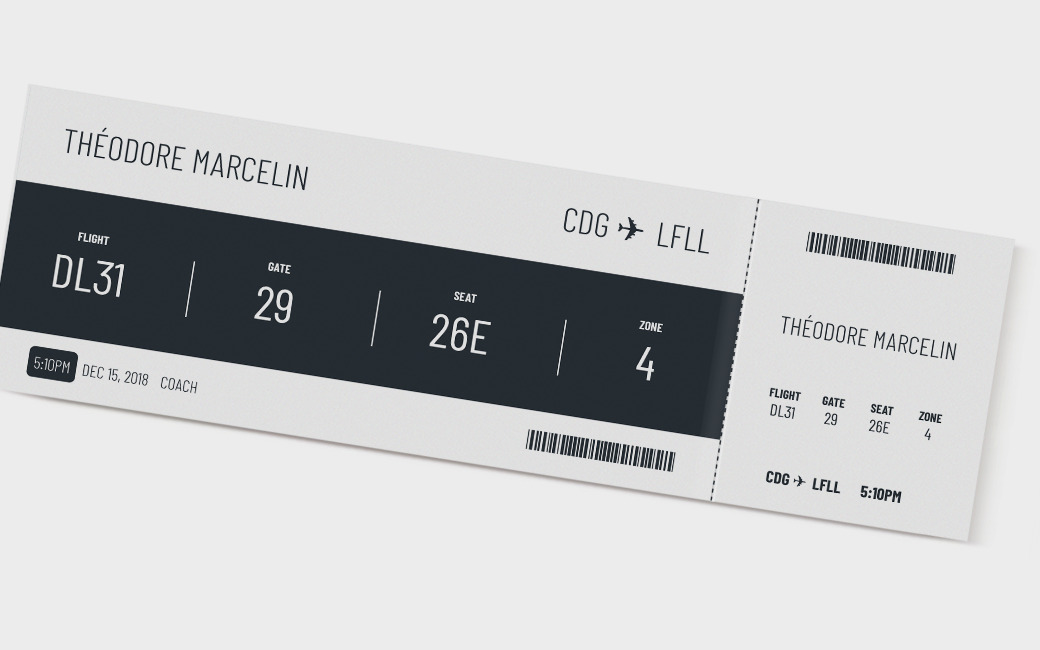 THÉODORE MARCELIN
CDG ✈ LFLL
FLIGHT GATE SEAT ZONE
DL31 29 26E 4
5:10PM DEC 15, 2018 COACH
THÉODORE MARCELIN
FLIGHT GATE SEAT ZONE
DL31 29 26E 4
CDG ✈ LFLL 5:10PM